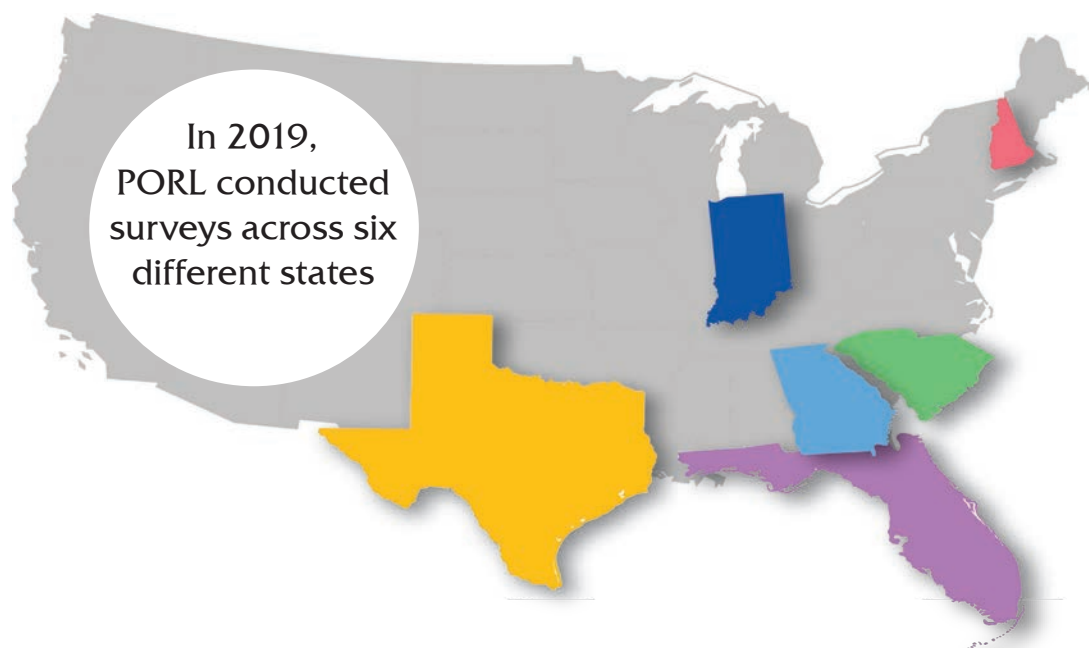 In 2019,
PORL conducted
surveys across six
different states